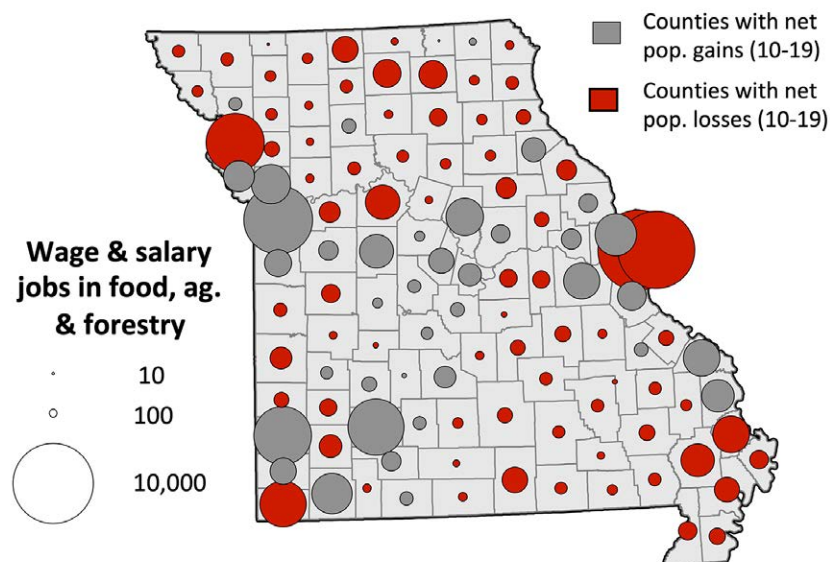 Counties with net
pop. gains (10-19)
Counties with net
pop. losses (10-19)
Wage & salary
jobs in food, ag.
& forestry
10
100
10,000